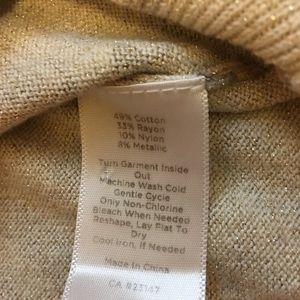 49% Cotton
33% Rayon
10% Nylon
8% Metallic
Turn Garment Inside
Out
Machine Wash Cold
Gentle Cycle
Only Non-Chlorine
Bleach When Needed
Reshape, Lay Flat To
Dry
Cool Iron, If Needed
Made In China
CA #23147